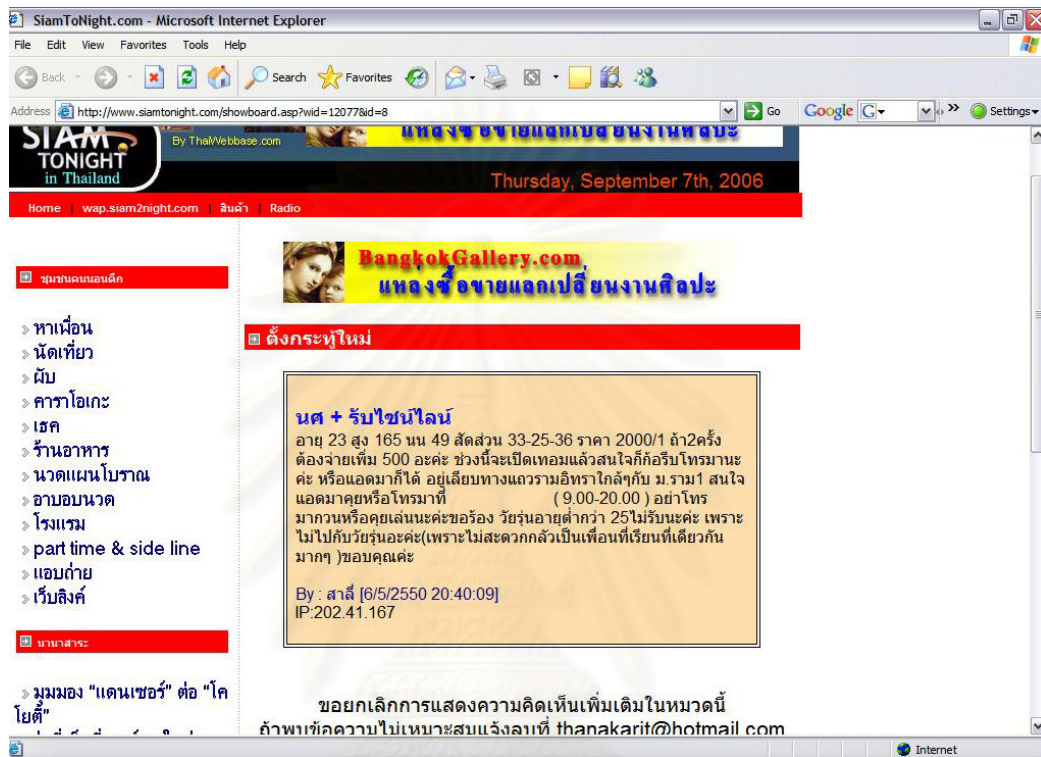 SiamToNight.com - Microsoft Internet Explorer
File Edit View Favorites Tools Help
Back Search Favorites
Address http://www.siamtonight.com/showboard.asp?wid=12077&id=8 Go Google G Settings
SIAM
TONIGHT
in Thailand
By ThaiWebbase.com
แหล่งซื้อขายแลกเปลี่ยนงานศิลปะ
Thursday, September 7th, 2006
Home | wap.siam2night.com | สินค้า | Radio
BangkokGallery.com
แหล่งซื้อขายแลกเปลี่ยนงานศิลปะ
ชุมชนคนนอนดึก
หาเพื่อน
นัดเที่ยว
ผับ
คาราโอเกะ
เธค
ร้านอาหาร
นวดแผนโบราณ
อาบอบนวด
โรงแรม
part time & side line
แอบถ่าย
เว็บลิงค์
นานาสาระ
มุมมอง “แดนเซอร์” ต่อ “โค
โยตี้”
ตั้งกระทู้ใหม่
นศ + รับไซน์ไลน์
อายุ 23 สูง 165 นน 49 สัดส่วน 33-25-36 ราคา 2000/1 ถ้า2ครั้ง
ต้องจ่ายเพิ่ม 500 อะค่ะ ช่วงนี้จะเปิดเทอมแล้วสนใจก็ก้อรีบโทรมานะ
ค่ะ หรือแอดมาก็ได้ อยู่เลียบทางแถวรามอิทราใกล้ๆกับ ม.ราม1 สนใจ
แอดมาคุยหรือโทรมาที่ ( 9.00-20.00 ) อย่าโทร
มากวนหรือคุยเล่นนะค่ะขอร้อง วัยรุ่นอายุต่ำกว่า 25ไม่รับนะค่ะ เพราะ
ไม่ไปกับวัยรุ่นอะค่ะ(เพราะไม่สะดวกกลัวเป็นเพื่อนที่เรียนที่เดียวกัน
มากๆ )ขอบคุณค่ะ
By : สาลี่ [6/5/2550 20:40:09]
IP:202.41.167
ขอยกเลิกการแสดงความคิดเห็นเพิ่มเติมในหมวดนี้
ถ้าพบข้อความไม่เหมาะสมแจ้งลบที่ thanakarit@hotmail.com
Internet